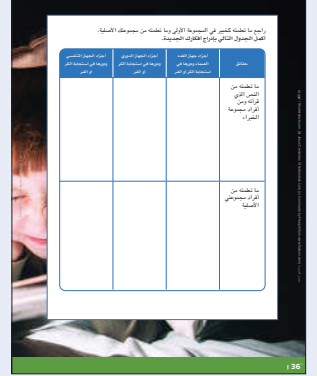 راجع ما تعلمته كخبير في المجموعة الأولى وما تعلمته من مجموعتك الأصلية.
أكمل الجدول التالي بإدراج أفكارك الجديدة.
حقائق
أجزاء جهاز الغدد
الصماء ودورها في
استجابة الكر أو الفر
أجزاء الجهاز الدوري
ودورها في استجابة الكر
أو الفر
أجزاء الجهاز التنفسي
ودورها في استجابة الكر
أو الفر
ما تعلمته من
النص الذي
قرأته ومن
أفراد مجموعة
الخبراء
ما تعلمته من
أفراد مجموعتي
الأصلية
36